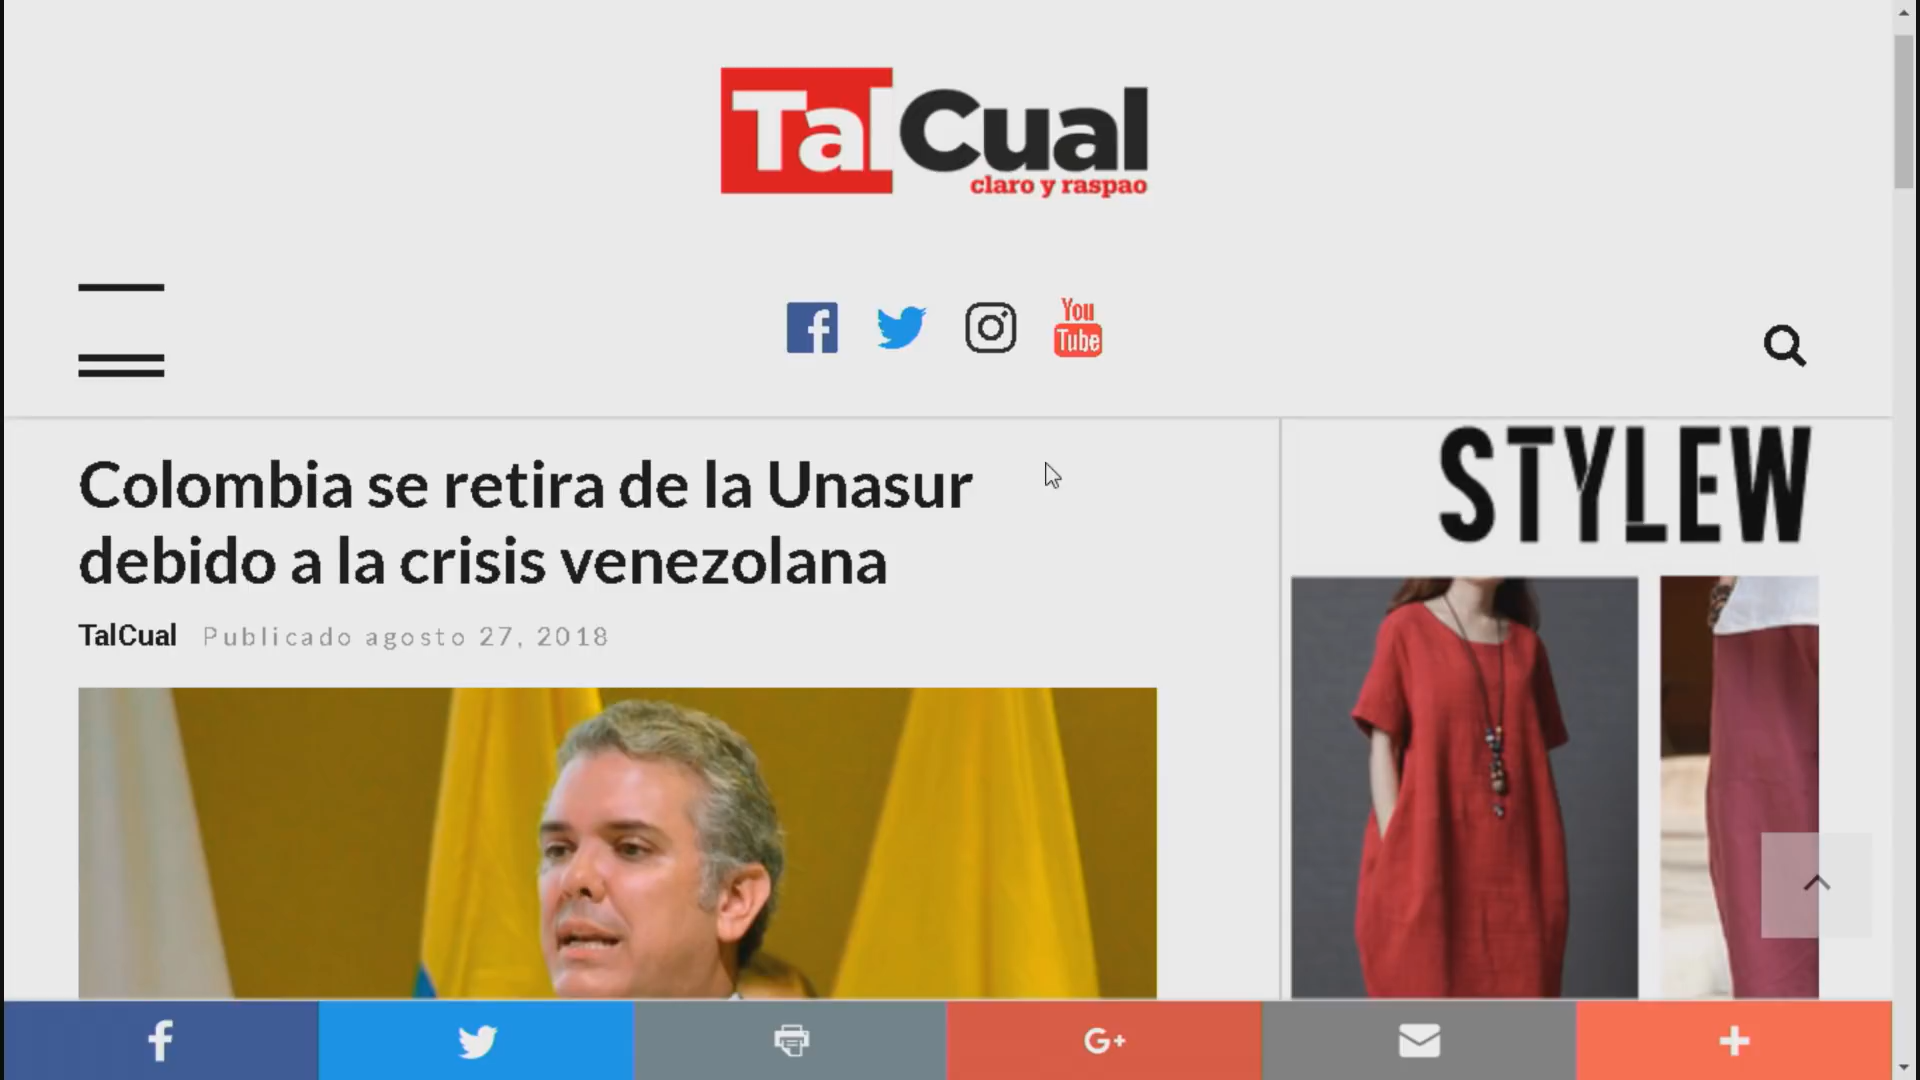 TalCual
claro y raspao
You
Tube
Colombia se retira de la Unasur
debido a la crisis venezolana
TalCual Publicado agosto 27, 2018
STYLEW
G+